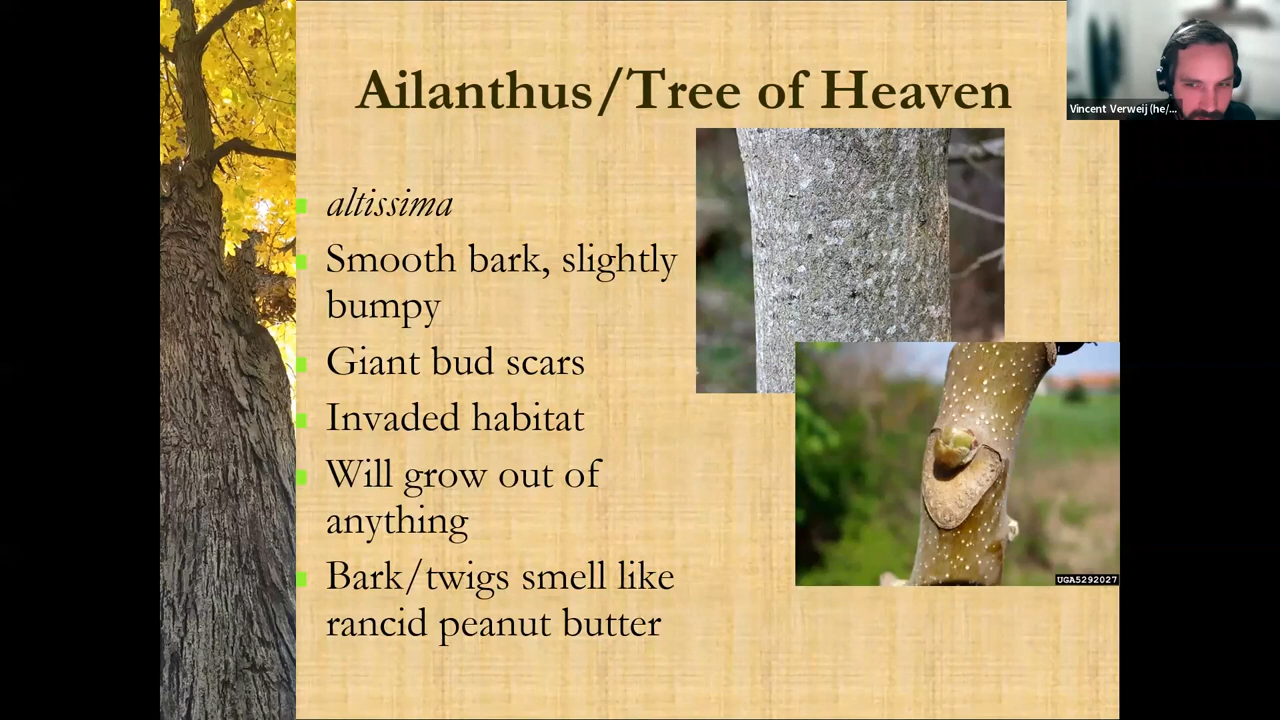 Ailanthus/Tree of Heaven
Vincent Verweij (he/...
altissima
Smooth bark, slightly
bumpy
Giant bud scars
Invaded habitat
Will grow out of
anything
Bark/twigs smell like
rancid peanut butter
UGA5292027